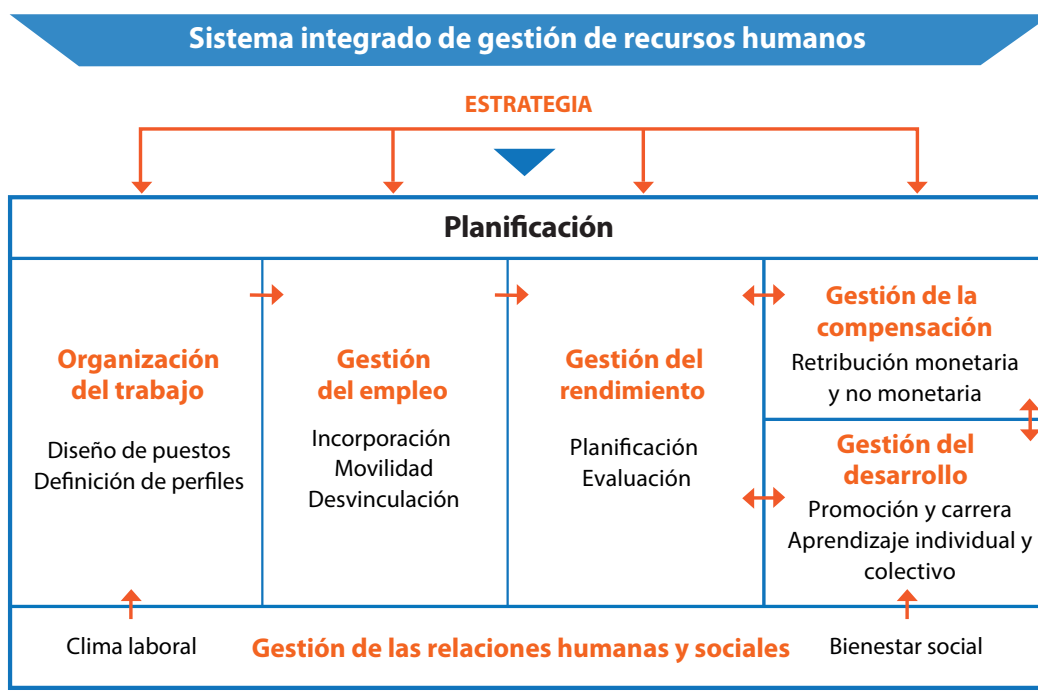 Sistema integrado de gestión de recursos humanos
ESTRATEGIA
Planificación
Organización
del trabajo
Diseño de puestos
Definición de perfiles
Gestión
del empleo
Incorporación
Movilidad
Desvinculación
Gestión del
rendimiento
Planificación
Evaluación
Gestión de la
compensación
Retribución monetaria
y no monetaria
Gestión del
desarrollo
Promoción y carrera
Aprendizaje individual y
colectivo
Clima laboral
Gestión de las relaciones humanas y sociales
Bienestar social